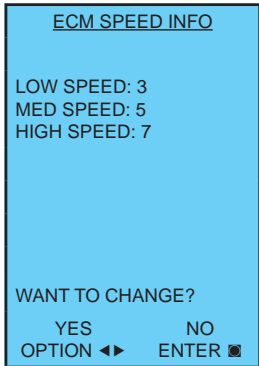 ECM SPEED INFO
LOW SPEED: 3
MED SPEED: 5
HIGH SPEED: 7
WANT TO CHANGE?
YES NO
OPTION ◄► ENTER ◙